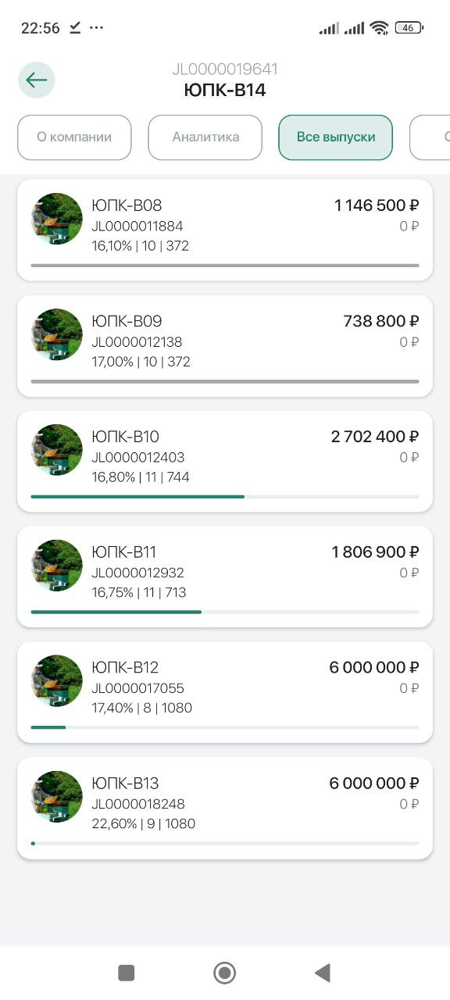 22:56
46
JL0000019641
ЮПК-В14
О компании
Аналитика
Все выпуски
ЮПК-В08
1 146 500 ₽
JL0000011884
0 ₽
16,10% | 10 | 372
ЮПК-В09
738 800 ₽
JL0000012138
0 ₽
17,00% | 10 | 372
ЮПК-В10
2 702 400 ₽
JL0000012403
0 ₽
16,80% | 11 | 744
ЮПК-В11
1 806 900 ₽
JL0000012932
0 ₽
16,75% | 11 | 713
ЮПК-В12
6 000 000 ₽
JL0000017055
0 ₽
17,40% | 8 | 1080
ЮПК-В13
6 000 000 ₽
JL0000018248
0 ₽
22,60% | 9 | 1080